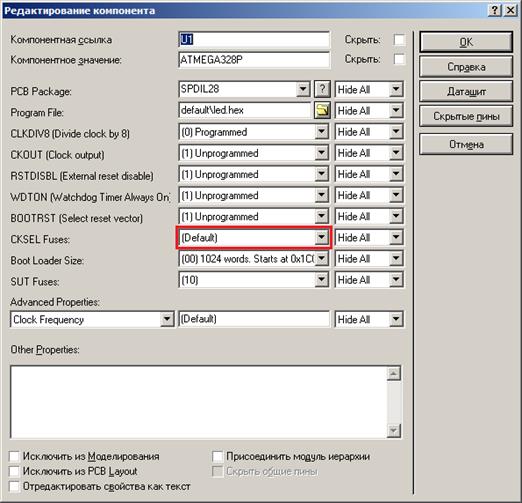 Редактирование компонента
Компонентная ссылка U1 Скрыть: OK
Компонентное значение: ATMEGA328P Скрыть: Справка
PCB Package: SPDIL28 ? Hide All Даташит
Program File: default\led.hex Hide All Скрытые пины
CLKDIV8 (Divide clock by 8) (0) Programmed Hide All
CKOUT (Clock output) (1) Unprogrammed Hide All Отмена
RSTDISBL (External reset disable) (1) Unprogrammed Hide All
WDTON (Watchdog Timer Always On) (1) Unprogrammed Hide All
BOOTRST (Select reset vector) (1) Unprogrammed Hide All
CKSEL Fuses: (Default) Hide All
Boot Loader Size: (00) 1024 words. Starts at 0x1C0 Hide All
SUT Fuses: (10) Hide All
Advanced Properties:
Clock Frequency (Default) Hide All
Other Properties:
Исключить из Моделирования Присоединить модуль иерархии
Исключить из PCB Layout Скрыть общие пины
Отредактировать свойства как текст